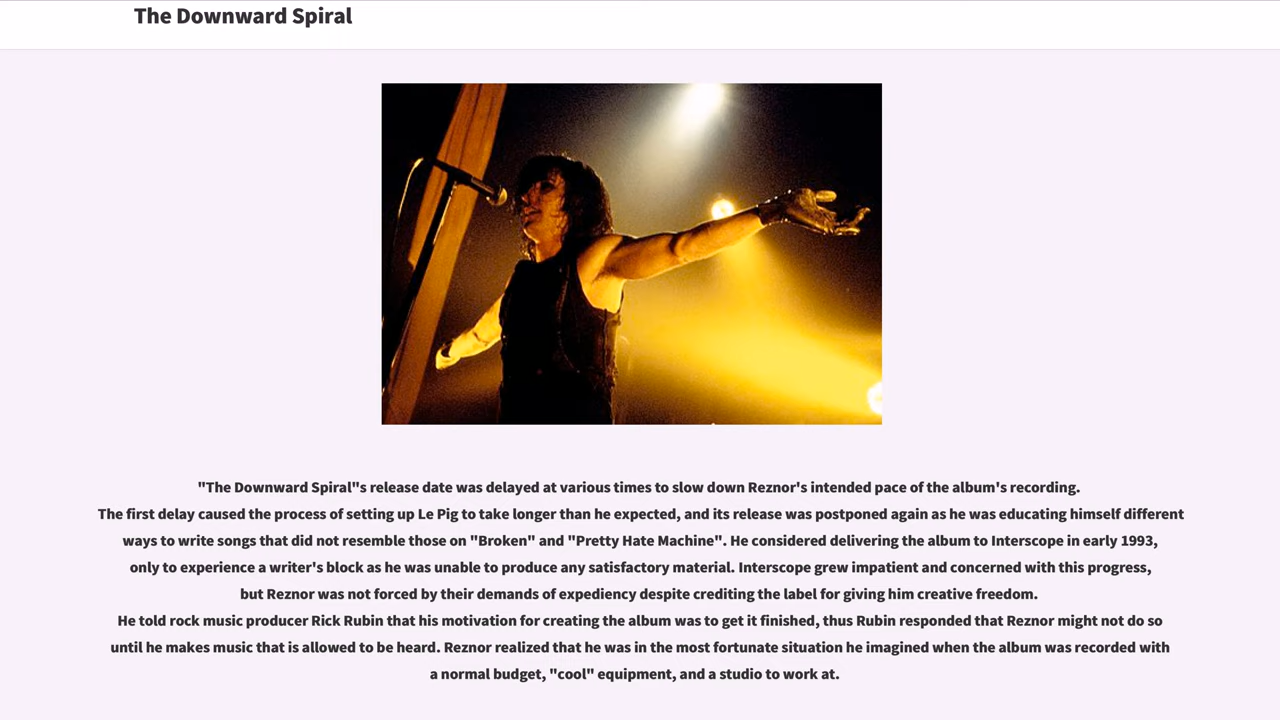 The Downward Spiral
"The Downward Spiral"s release date was delayed at various times to slow down Reznor's intended pace of the album's recording.
The first delay caused the process of setting up Le Pig to take longer than he expected, and its release was postponed again as he was educating himself different
ways to write songs that did not resemble those on "Broken" and "Pretty Hate Machine". He considered delivering the album to Interscope in early 1993,
only to experience a writer's block as he was unable to produce any satisfactory material. Interscope grew impatient and concerned with this progress,
but Reznor was not forced by their demands of expediency despite crediting the label for giving him creative freedom.
He told rock music producer Rick Rubin that his motivation for creating the album was to get it finished, thus Rubin responded that Reznor might not do so
until he makes music that is allowed to be heard. Reznor realized that he was in the most fortunate situation he imagined when the album was recorded with
a normal budget, "cool" equipment, and a studio to work at.